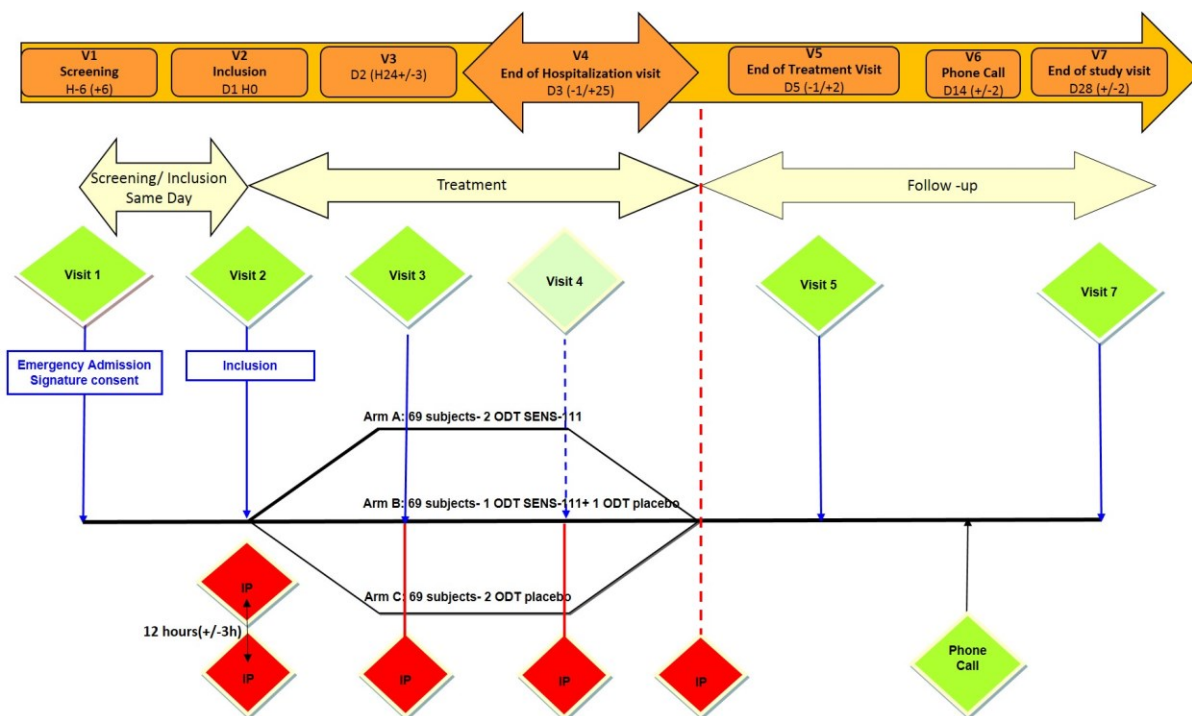 V1
Screening
H-6 (+6)
V2
Inclusion
D1 H0
V3
D2 (H24+/-3)
V4
End of Hospitalization visit
D3 (-1/+25)
V5
End of Treatment Visit
D5 (-1/+2)
V6
Phone Call
D14 (+/-2)
V7
End of study visit
D28 (+/-2)
Screening/ Inclusion
Same Day
Treatment
Follow -up
Visit 1
Visit 2
Visit 3
Visit 4
Visit 5
Visit 7
Emergency Admission
Signature consent
Inclusion
Arm A: 69 subjects- 2 ODT SENS-111
Arm B: 69 subjects- 1 ODT SENS-111+ 1 ODT placebo
Arm C: 69 subjects- 2 ODT placebo
iP
12 hours(+/-3h)
iP
iP
iP
iP
Phone
Call